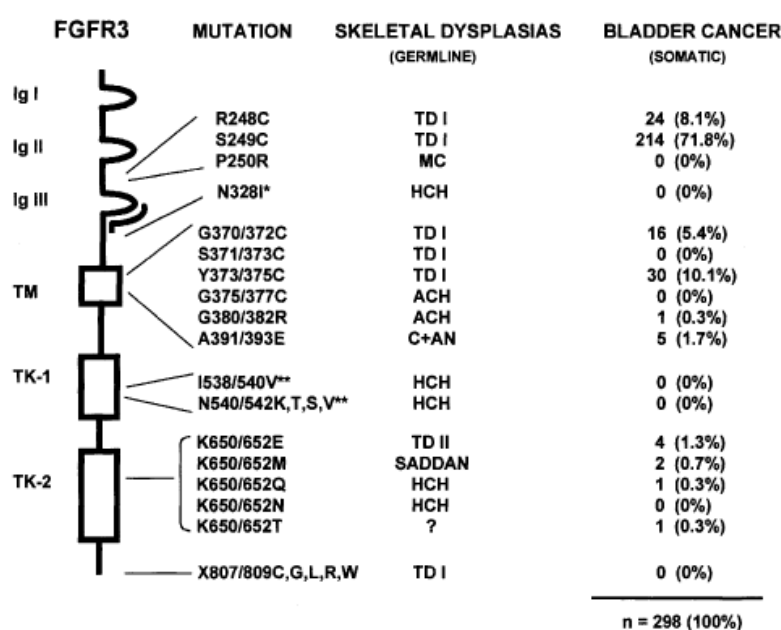 FGFR3 MUTATION SKELETAL DYSPLASIAS BLADDER CANCER
(GERMLINE) (SOMATIC)
Ig I
R248C TD I 24 (8.1%)
S249C TD I 214 (71.8%)
Ig II
P250R MC 0 (0%)
N328I* HCH 0 (0%)
Ig III
G370/372C TD I 16 (5.4%)
S371/373C TD I 0 (0%)
Y373/375C TD I 30 (10.1%)
TM
G375/377C ACH 0 (0%)
G380/382R ACH 1 (0.3%)
A391/393E C+AN 5 (1.7%)
TK-1
I538/540V** HCH 0 (0%)
N540/542K,T,S,V** HCH 0 (0%)
K650/652E TD II 4 (1.3%)
K650/652M SADDAN 2 (0.7%)
TK-2
K650/652Q HCH 1 (0.3%)
K650/652N HCH 0 (0%)
K650/652T ? 1 (0.3%)
X807/809C,G,L,R,W TD I 0 (0%)
n = 298 (100%)